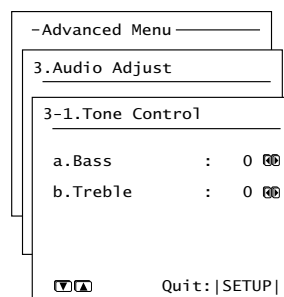 -Advanced Menu
3.Audio Adjust
3-1.Tone Control
a.Bass : 0
b.Treble : 0
Quit:|SETUP|